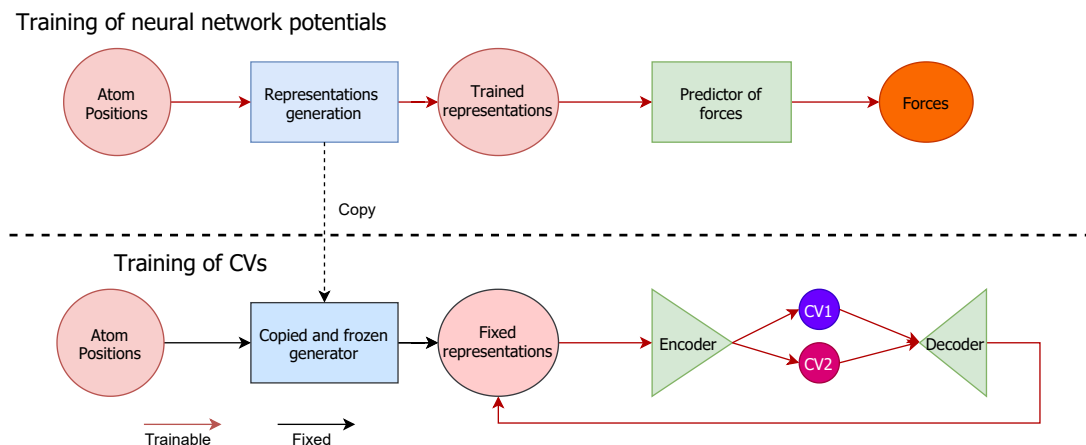 Training of neural network potentials
Atom
Positions
Representations
generation
Trained
representations
Predictor of
forces
Forces
Copy
Training of CVs
Atom
Positions
Copied and frozen
generator
Fixed
representations
Encoder
CV1
CV2
Decoder
Trainable
Fixed